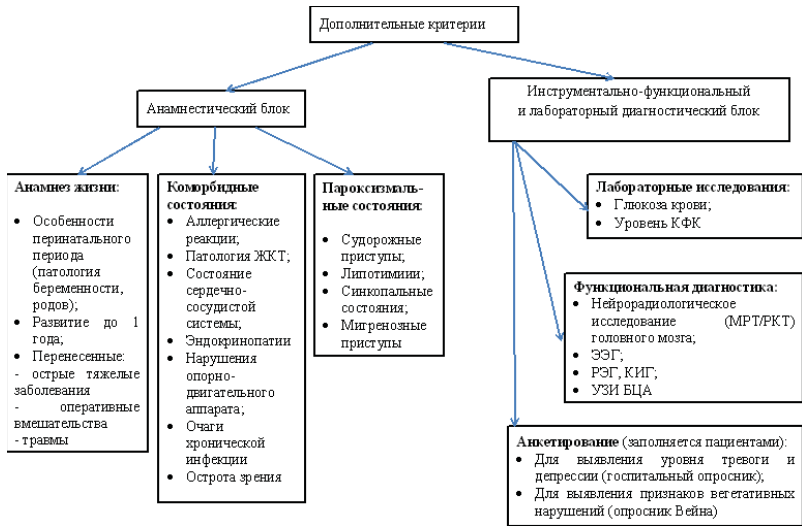 Дополнительные критерии
Анамнестический блок
Инструментально-функциональный
и лабораторный диагностический блок
Анамнез жизни:
• Особенности
перинатального
периода
(патология
беременности,
родов);
• Развитие до 1
года;
• Перенесенные:
- острые тяжелые
заболевания
- оперативные
вмешательства
- травмы
Коморбидные
состояния:
• Аллергические
реакции;
• Патология ЖКТ;
• Состояние
сердечно-
сосудистой
системы;
• Эндокринопатии
• Нарушения
опорно-
двигательного
аппарата;
• Очаги
хронической
инфекции
• Острота зрения
Пароксизмаль-
ные состояния:
• Судорожные
приступы;
• Липотимиии;
• Синкопальные
состояния;
• Мигренозные
приступы
Лабораторные исследования:
• Глюкоза крови;
• Уровень КФК
Функциональная диагностика:
• Нейрорадиологическое
исследование (МРТ/РКТ)
головного мозга;
• ЭЭГ;
• РЭГ, КИГ;
• УЗИ БЦА
Анкетирование (заполняется пациентами):
• Для выявления уровня тревоги и
депрессии (госпитальный опросник);
• Для выявления признаков вегетативных
нарушений (опросник Вейна)